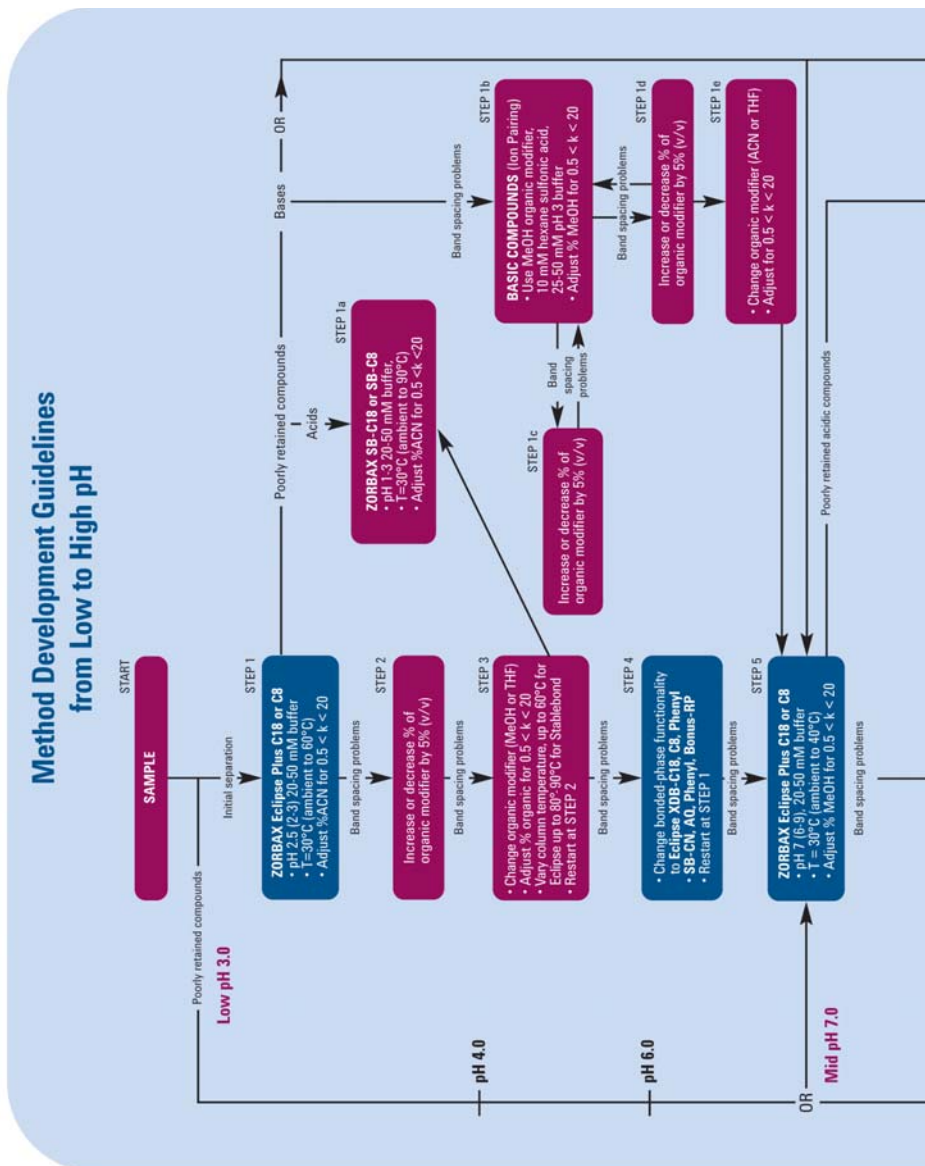 Method Development Guidelines
from Low to High pH
START
SAMPLE
Poorly retained compounds
Low pH 3.0
Initial separation
STEP 1
ZORBAX Eclipse Plus C18 or C8
• pH 2.5 (2-3) 20-50 mM buffer
• T=30°C (ambient to 60°C)
• Adjust %ACN for 0.5 < k < 20
Poorly retained compounds
Acids
Bases
OR
STEP 1a
ZORBAX SB-C18 or SB-C8
• pH 1-3 20-50 mM buffer,
• T=30°C (ambient to 90°C)
• Adjust %ACN for 0.5 <k <20
Band spacing problems
STEP 1b
BASIC COMPOUNDS (Ion Pairing)
• Use MeOH organic modifier,
10 mM hexane sulfonic acid,
25-50 mM pH 3 buffer
• Adjust % MeOH for 0.5 < k < 20
Band
spacing
problems
STEP 1c
Increase or decrease % of
organic modifier by 5% (v/v)
Band spacing problems
STEP 1d
Increase or decrease % of
organic modifier by 5% (v/v)
STEP 1e
• Change organic modifier (ACN or THF)
• Adjust for 0.5 < k < 20
Band spacing problems
STEP 2
Increase or decrease % of
organic modifier by 5% (v/v)
Band spacing problems
STEP 3
• Change organic modifier (MeOH or THF)
• Adjust % organic for 0.5 < k < 20
• Vary column temperature, up to 60°C for
Eclipse up to 80°-90°C for Stablebond
• Restart at STEP 2
pH 4.0
Band spacing problems
STEP 4
• Change bonded-phase functionality
to Eclipse XDB-C18, C8, Phenyl
• SB-CN, AQ, Phenyl, Bonus-RP
• Restart at STEP 1
pH 6.0
Band spacing problems
STEP 5
ZORBAX Eclipse Plus C18 or C8
• pH 7 (6-9), 20-50 mM buffer
• T = 30°C (ambient to 40°C)
• Adjust % MeOH for 0.5 < k < 20
OR
Mid pH 7.0
Poorly retained acidic compounds
Band spacing problems